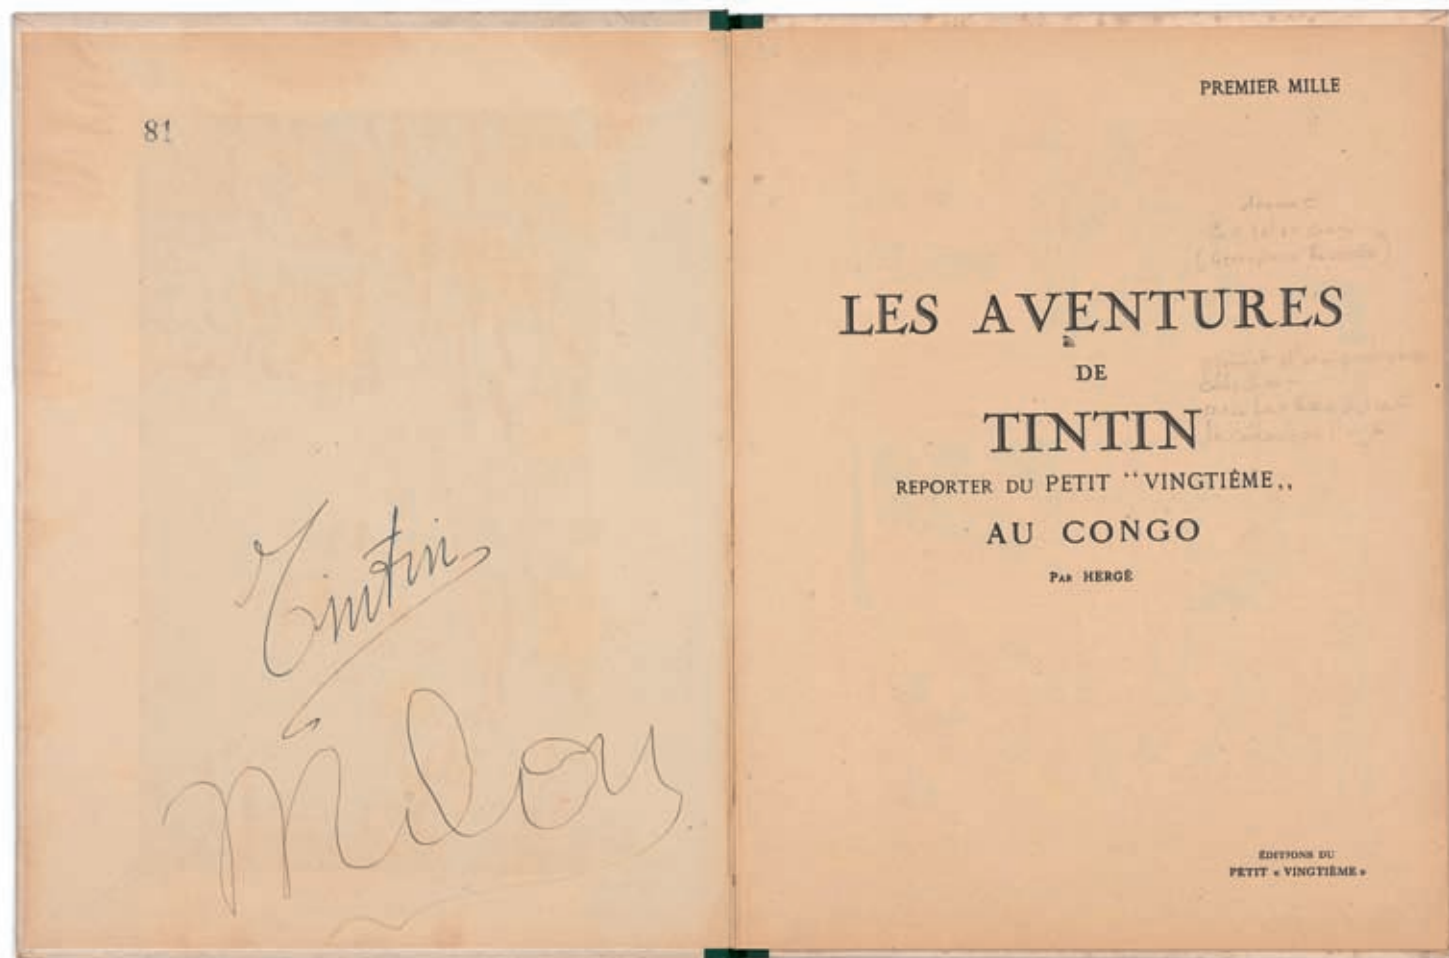 81
Tintin
Milou
PREMIER MILLE
LES AVENTURES
DE
TINTIN
REPORTER DU PETIT “VINGTIÉME„
AU CONGO
PAR HERGÉ
ÉDITIONS DU
PETIT « VINGTIÈME »